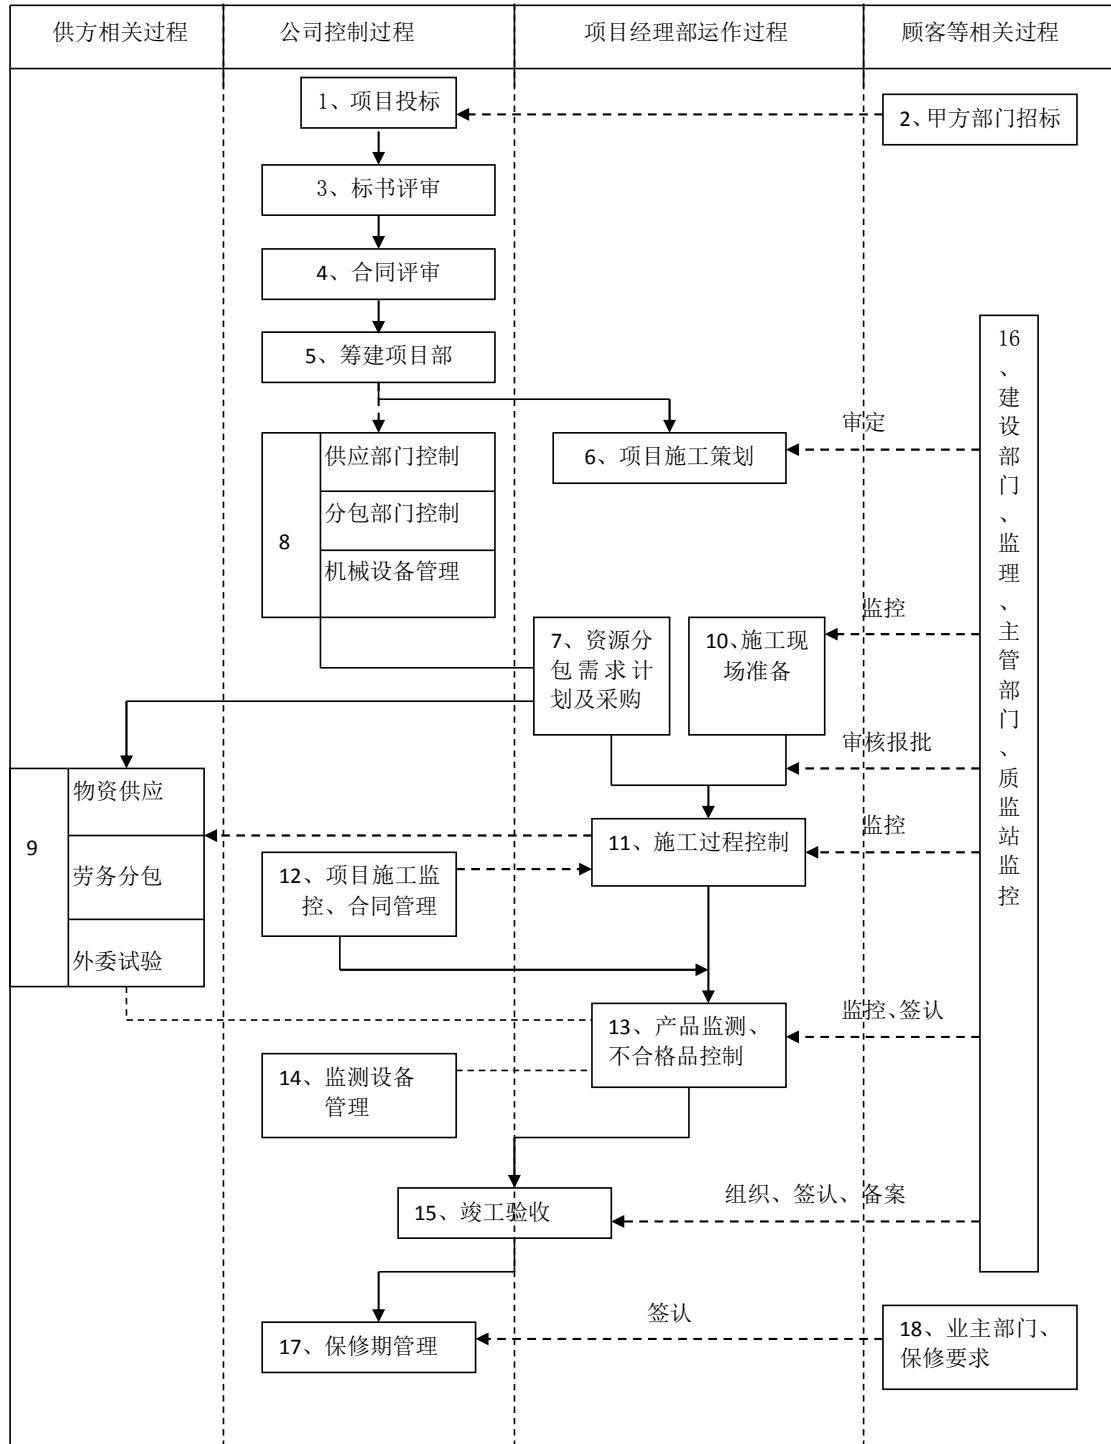 供方相关过程
公司控制过程
项目经理部运作过程
顾客等相关过程
1、项目投标
2、甲方部门招标
3、标书评审
4、合同评审
5、筹建项目部
16
、
建
设
部
门
、
监
理
、
主
管
部
门
、
质
监
站
监
控
审定
供应部门控制
6、项目施工策划
分包部门控制
8
机械设备管理
监控
7、资源分
包需求计
划及采购
10、施工现
场准备
审核报批
物资供应
监控
9
11、施工过程控制
劳务分包
12、项目施工监
控、合同管理
外委试验
监控、签认
13、产品监测、
不合格品控制
14、监测设备
管理
组织、签认、备案
15、竣工验收
签认
17、保修期管理
18、业主部门、
保修要求